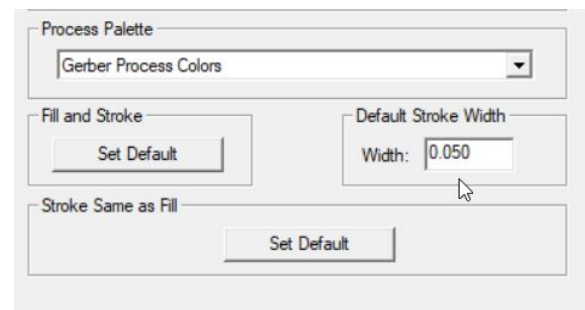 Process Palette
Gerber Process Colors
Fill and Stroke
Set Default
Default Stroke Width
Width: 0.050
Stroke Same as Fill
Set Default